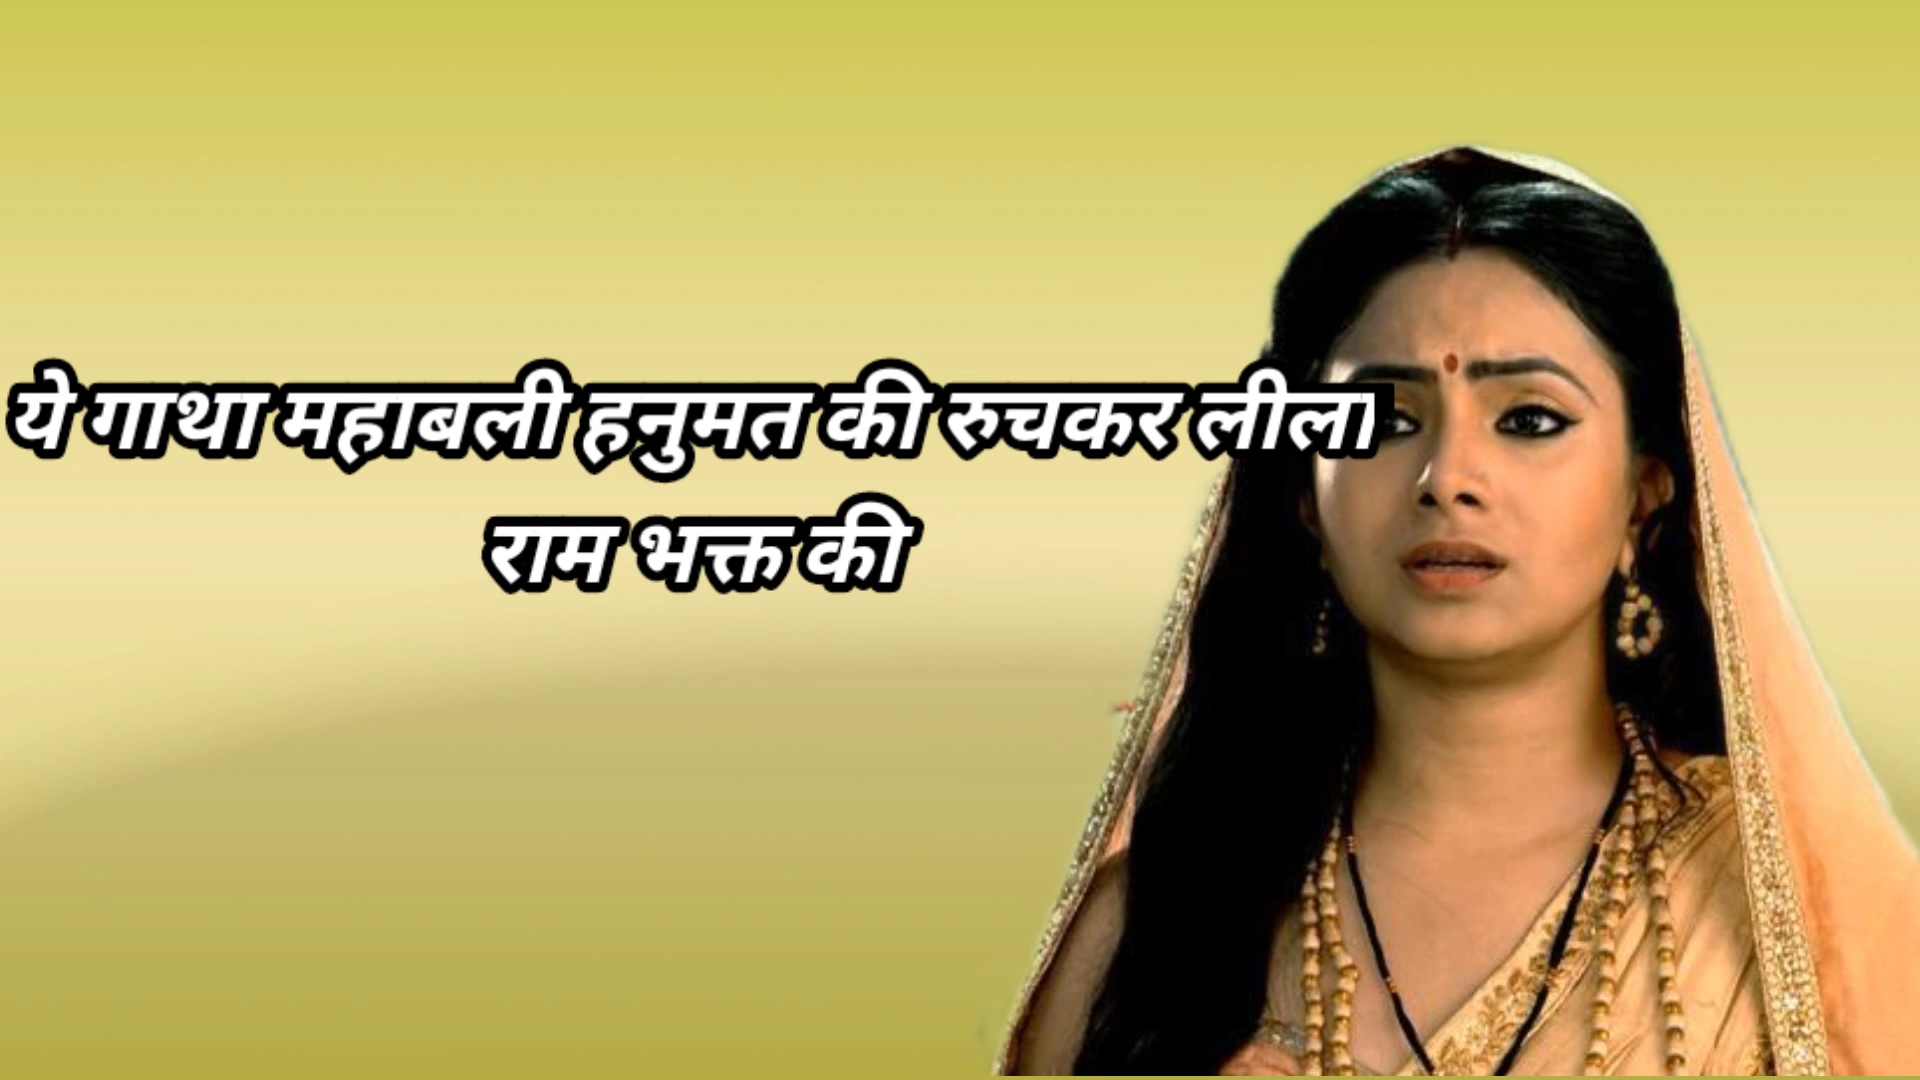 ये गाथा महाबली हनुमत की रुचकर लीला
राम भक्त की